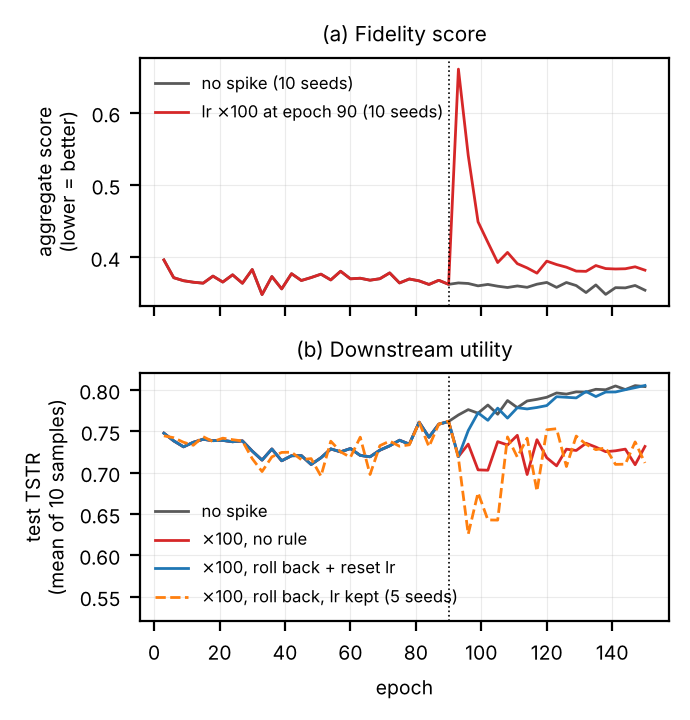 (a) Fidelity score
aggregate score
(lower = better)
0.6
0.5
0.4
no spike (10 seeds)
lr ×100 at epoch 90 (10 seeds)
(b) Downstream utility
test TSTR
(mean of 10 samples)
0.80
0.75
0.70
0.65
0.60
0.55
no spike
×100, no rule
×100, roll back + reset lr
×100, roll back, lr kept (5 seeds)
0 20 40 60 80 100 120 140
epoch